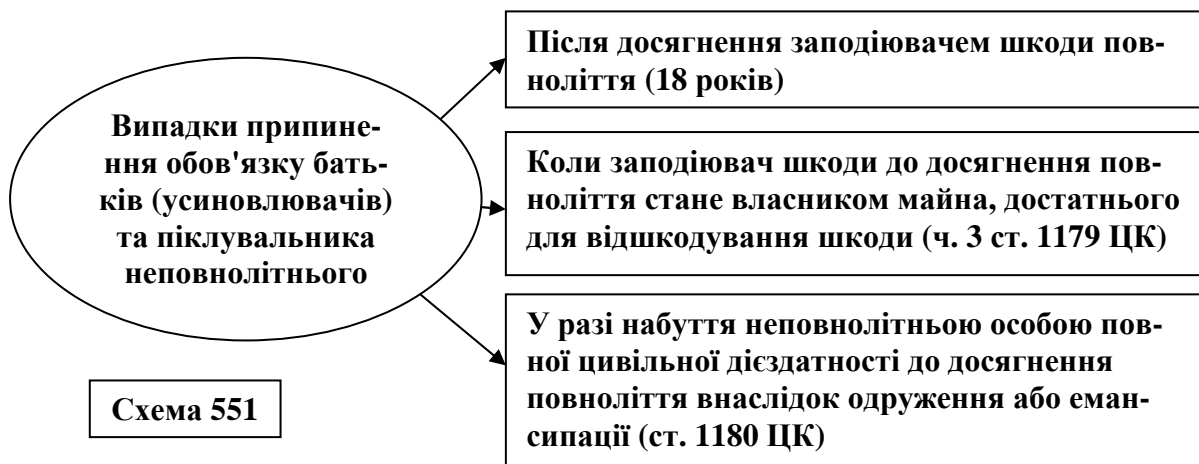 Випадки припине-
ння обов'язку бать-
ків (усиновлювачів)
та піклувальника
неповнолітнього
Після досягнення заподіювачем шкоди пов-
ноліття (18 років)
Коли заподіювач шкоди до досягнення пов-
ноліття стане власником майна, достатнього
для відшкодування шкоди (ч. 3 ст. 1179 ЦК)
У разі набуття неповнолітньою особою пов-
ної цивільної дієздатності до досягнення
повноліття внаслідок одруження або еман-
сипації (ст. 1180 ЦК)
Схема 551